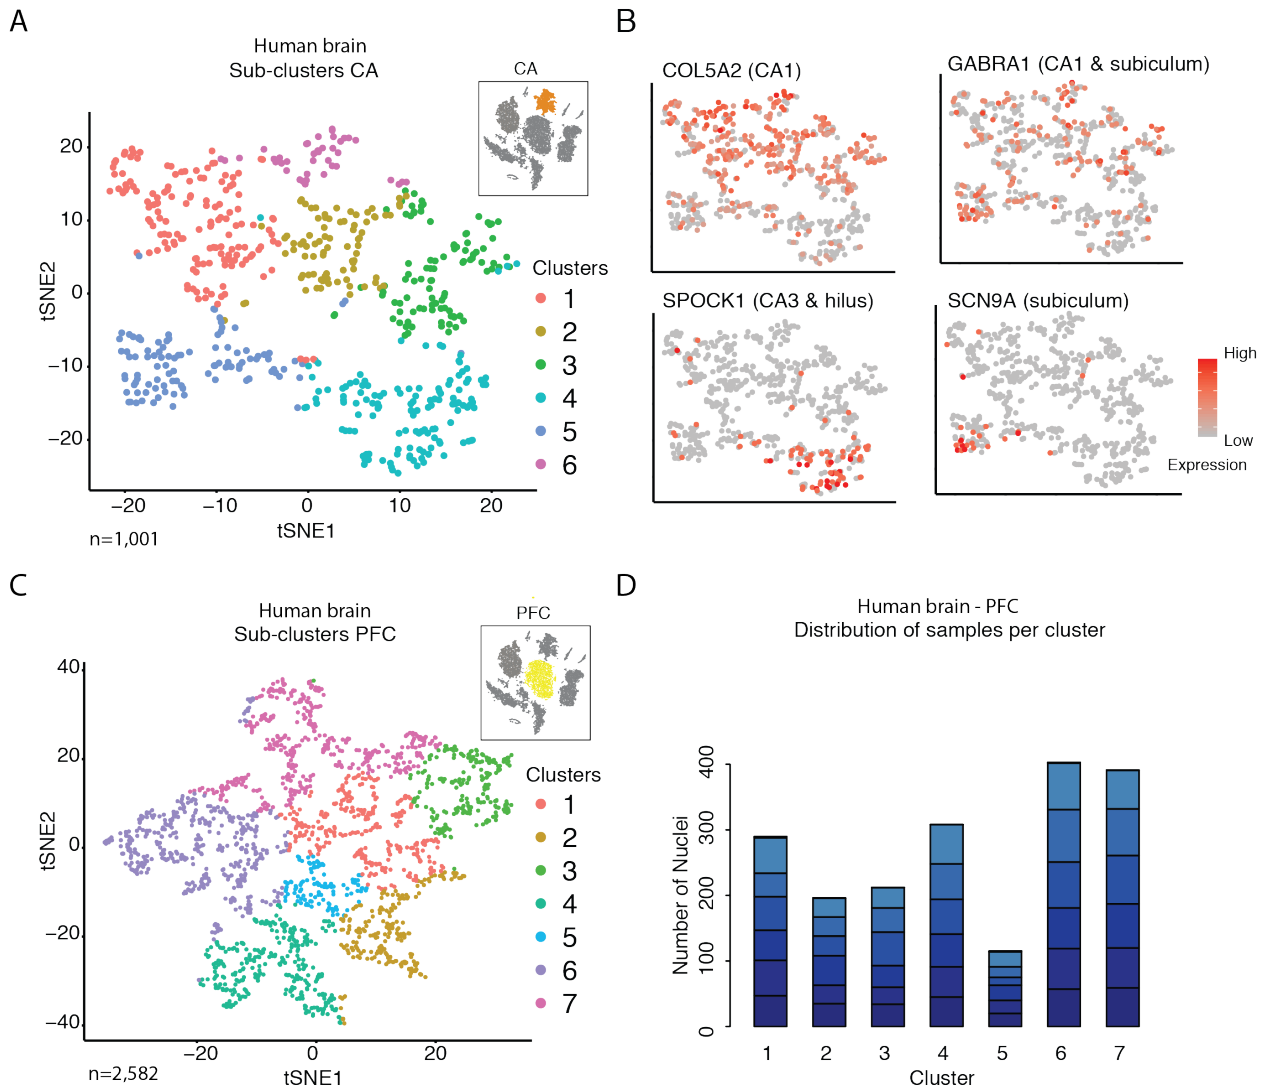 A
Human brain
Sub-clusters CA
CA
20
10
0
−10
−20
tSNE2
−20
−10
0
10
20
tSNE1
n=1,001
Clusters
1
2
3
4
5
6
B
COL5A2 (CA1)
GABRA1 (CA1 & subiculum)
SPOCK1 (CA3 & hilus)
SCN9A (subiculum)
High
Low
Expression
C
Human brain
Sub-clusters PFC
PFC
40
20
0
−20
−40
tSNE2
−20
0
20
tSNE1
n=2,582
Clusters
1
2
3
4
5
6
7
D
Human brain - PFC
Distribution of samples per cluster
400
300
200
100
0
Number of Nuclei
1
2
3
4
5
6
7
Cluster